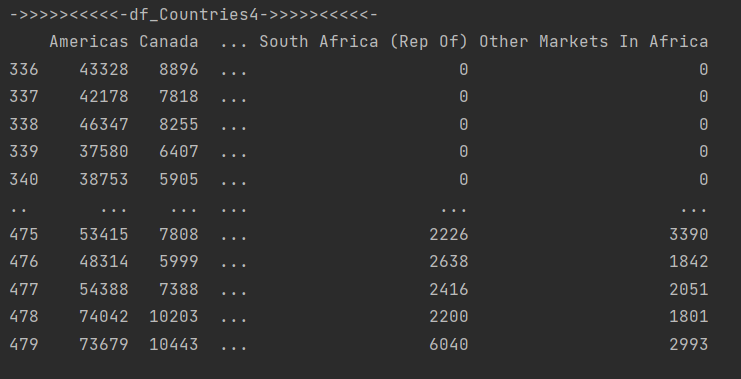 ->>>>><<<<<-df_Countries4->>>>><<<<<-
Americas Canada ... South Africa (Rep Of) Other Markets In Africa
336 43328 8896 ... 0 0
337 42178 7818 ... 0 0
338 46347 8255 ... 0 0
339 37580 6407 ... 0 0
340 38753 5905 ... 0 0
.. ... ... ... ... ...
475 53415 7808 ... 2226 3390
476 48314 5999 ... 2638 1842
477 54388 7388 ... 2416 2051
478 74042 10203 ... 2200 1801
479 73679 10443 ... 6040 2993